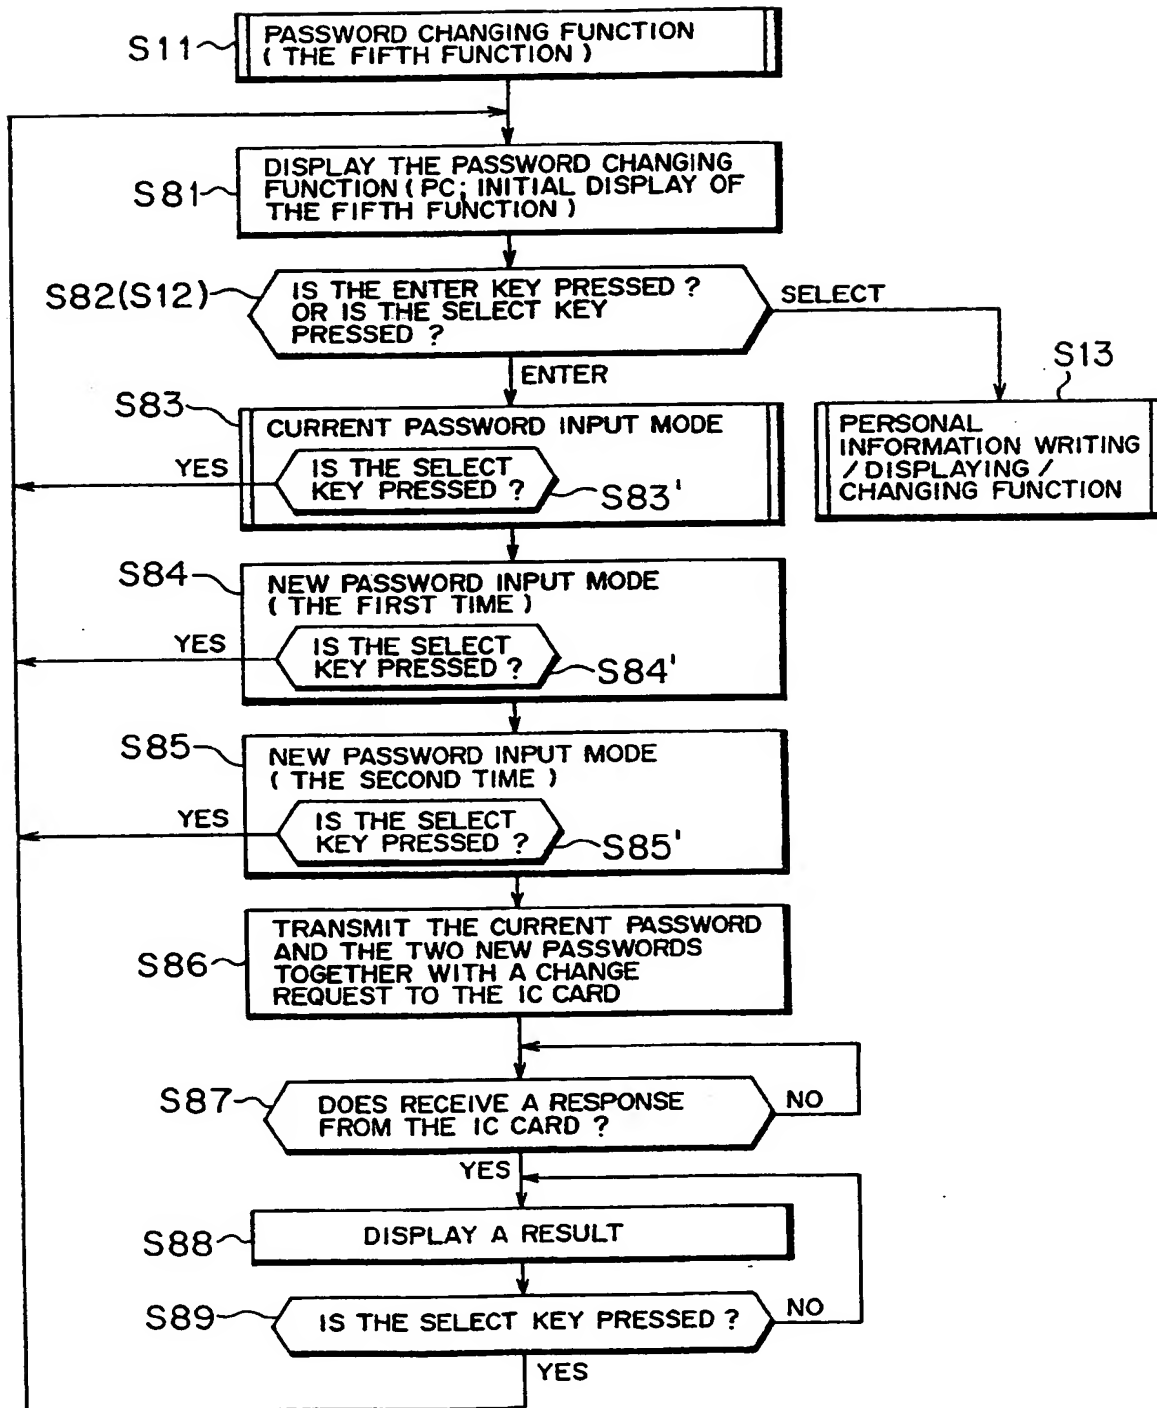 S11
PASSWORD CHANGING FUNCTION
( THE FIFTH FUNCTION )
S81
DISPLAY THE PASSWORD CHANGING
FUNCTION ( PC; INITIAL DISPLAY OF
THE FIFTH FUNCTION )
S82(S12)
IS THE ENTER KEY PRESSED ?
OR IS THE SELECT KEY
PRESSED ?
SELECT
ENTER
S13
PERSONAL
INFORMATION WRITING
/ DISPLAYING /
CHANGING FUNCTION
S83
CURRENT PASSWORD INPUT MODE
YES
IS THE SELECT
KEY PRESSED ?
S83'
S84
NEW PASSWORD INPUT MODE
( THE FIRST TIME )
YES
IS THE SELECT
KEY PRESSED ?
S84'
S85
NEW PASSWORD INPUT MODE
( THE SECOND TIME )
YES
IS THE SELECT
KEY PRESSED ?
S85'
S86
TRANSMIT THE CURRENT PASSWORD
AND THE TWO NEW PASSWORDS
TOGETHER WITH A CHANGE
REQUEST TO THE IC CARD
S87
DOES RECEIVE A RESPONSE
FROM THE IC CARD ?
NO
YES
S88
DISPLAY A RESULT
S89
IS THE SELECT KEY PRESSED ?
NO
YES